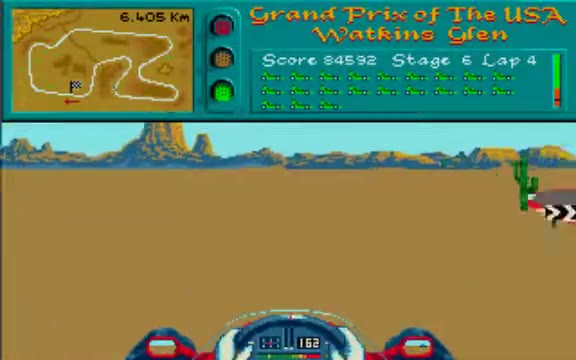 6.405 Km
Grand Prix of The USA
Watkins Glen
Score 84592 Stage 6 Lap 4
162